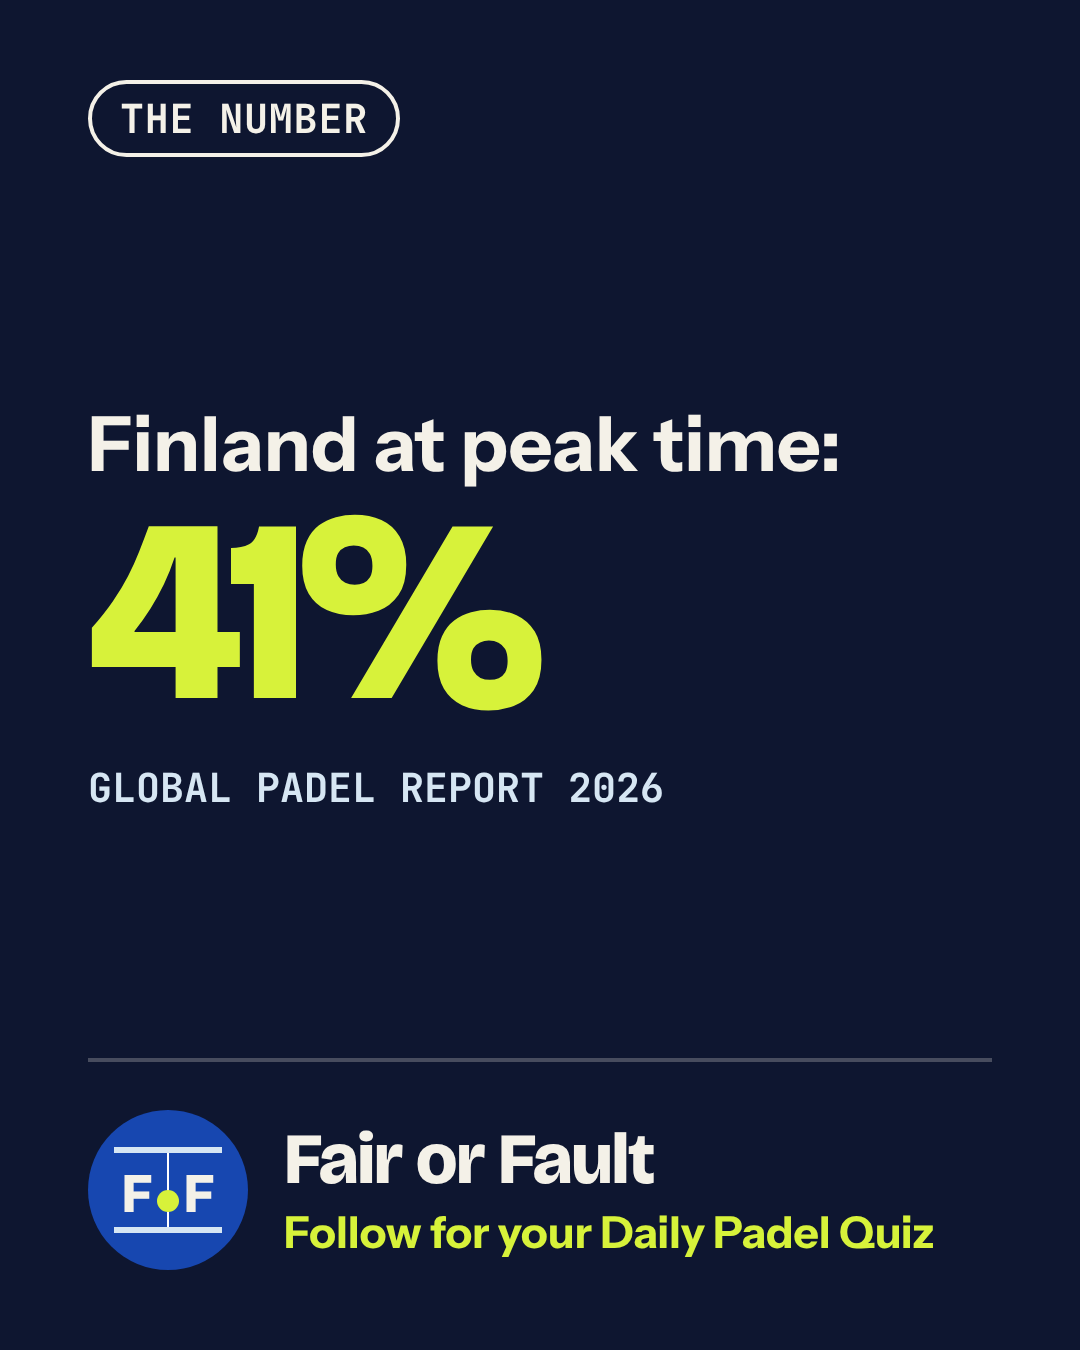 THE NUMBER
Finland at peak time:
41%
GLOBAL PADEL REPORT 2026
F F
Fair or Fault
Follow for your Daily Padel Quiz